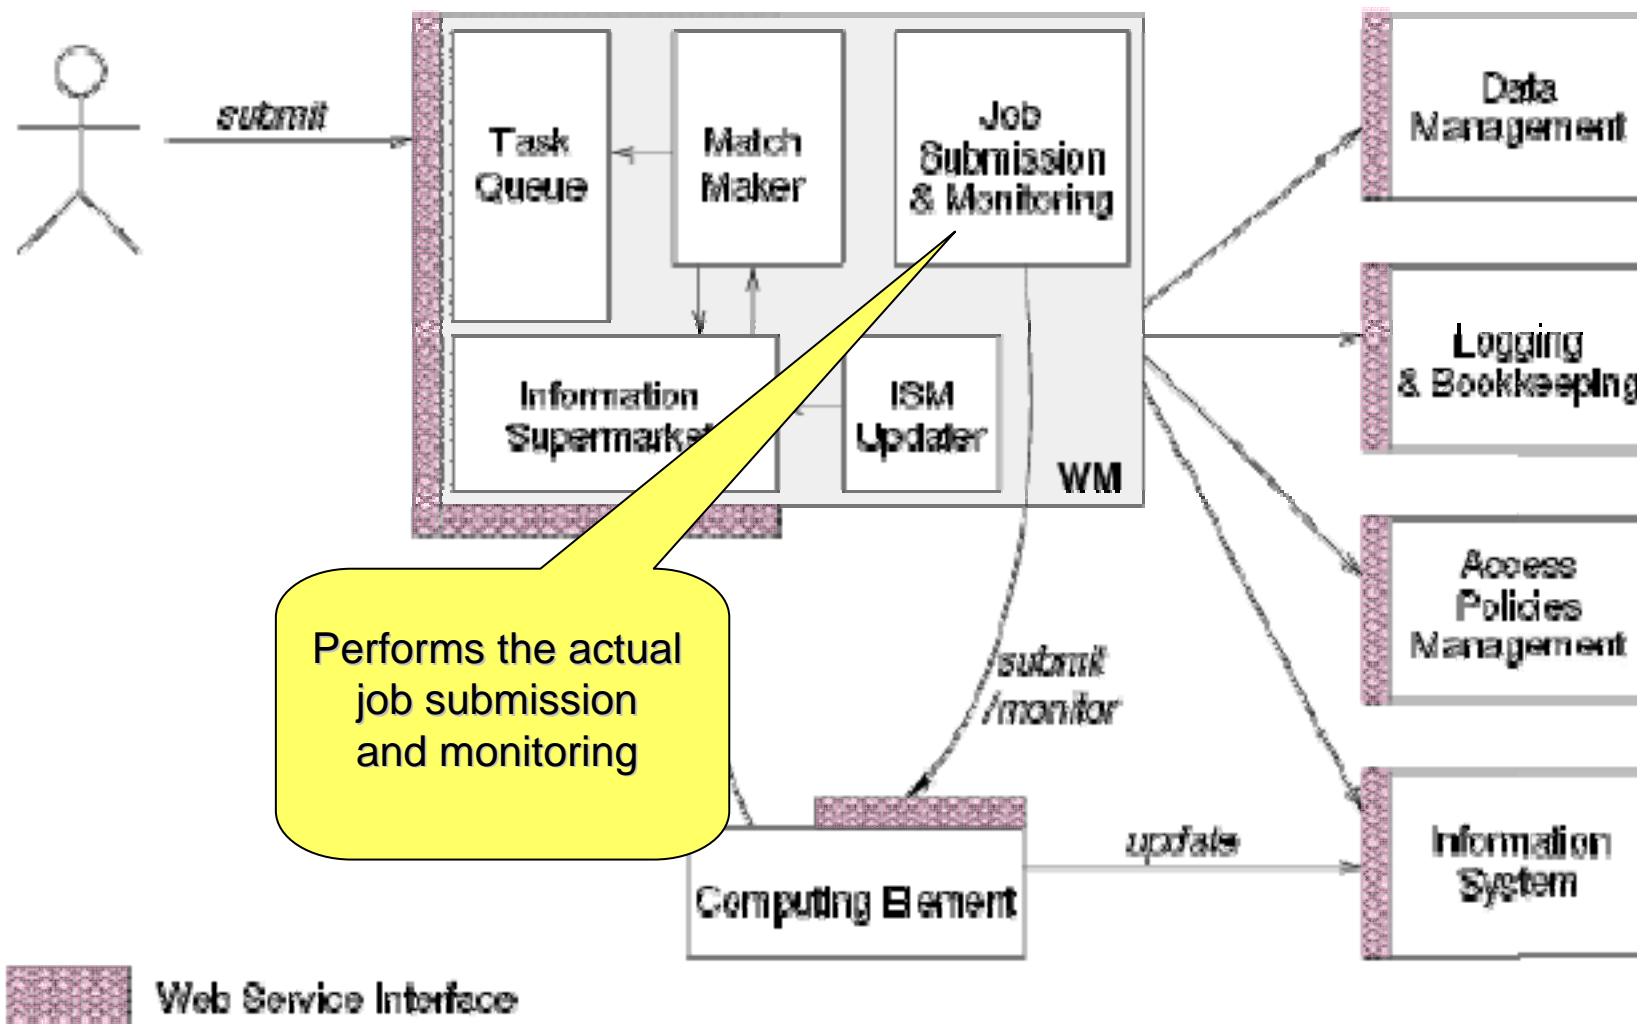 submit
Task
Queue
Match
Maker
Job
Submission
& Monitoring
Information
Supermarket
ISM
Updater
WM
Data
Management
Logging
& Bookkeeping
Access
Policies
Management
Performs the actual
job submission
and monitoring
submit
/monitor
Computing Element
update
Information
System
Web Service Interface